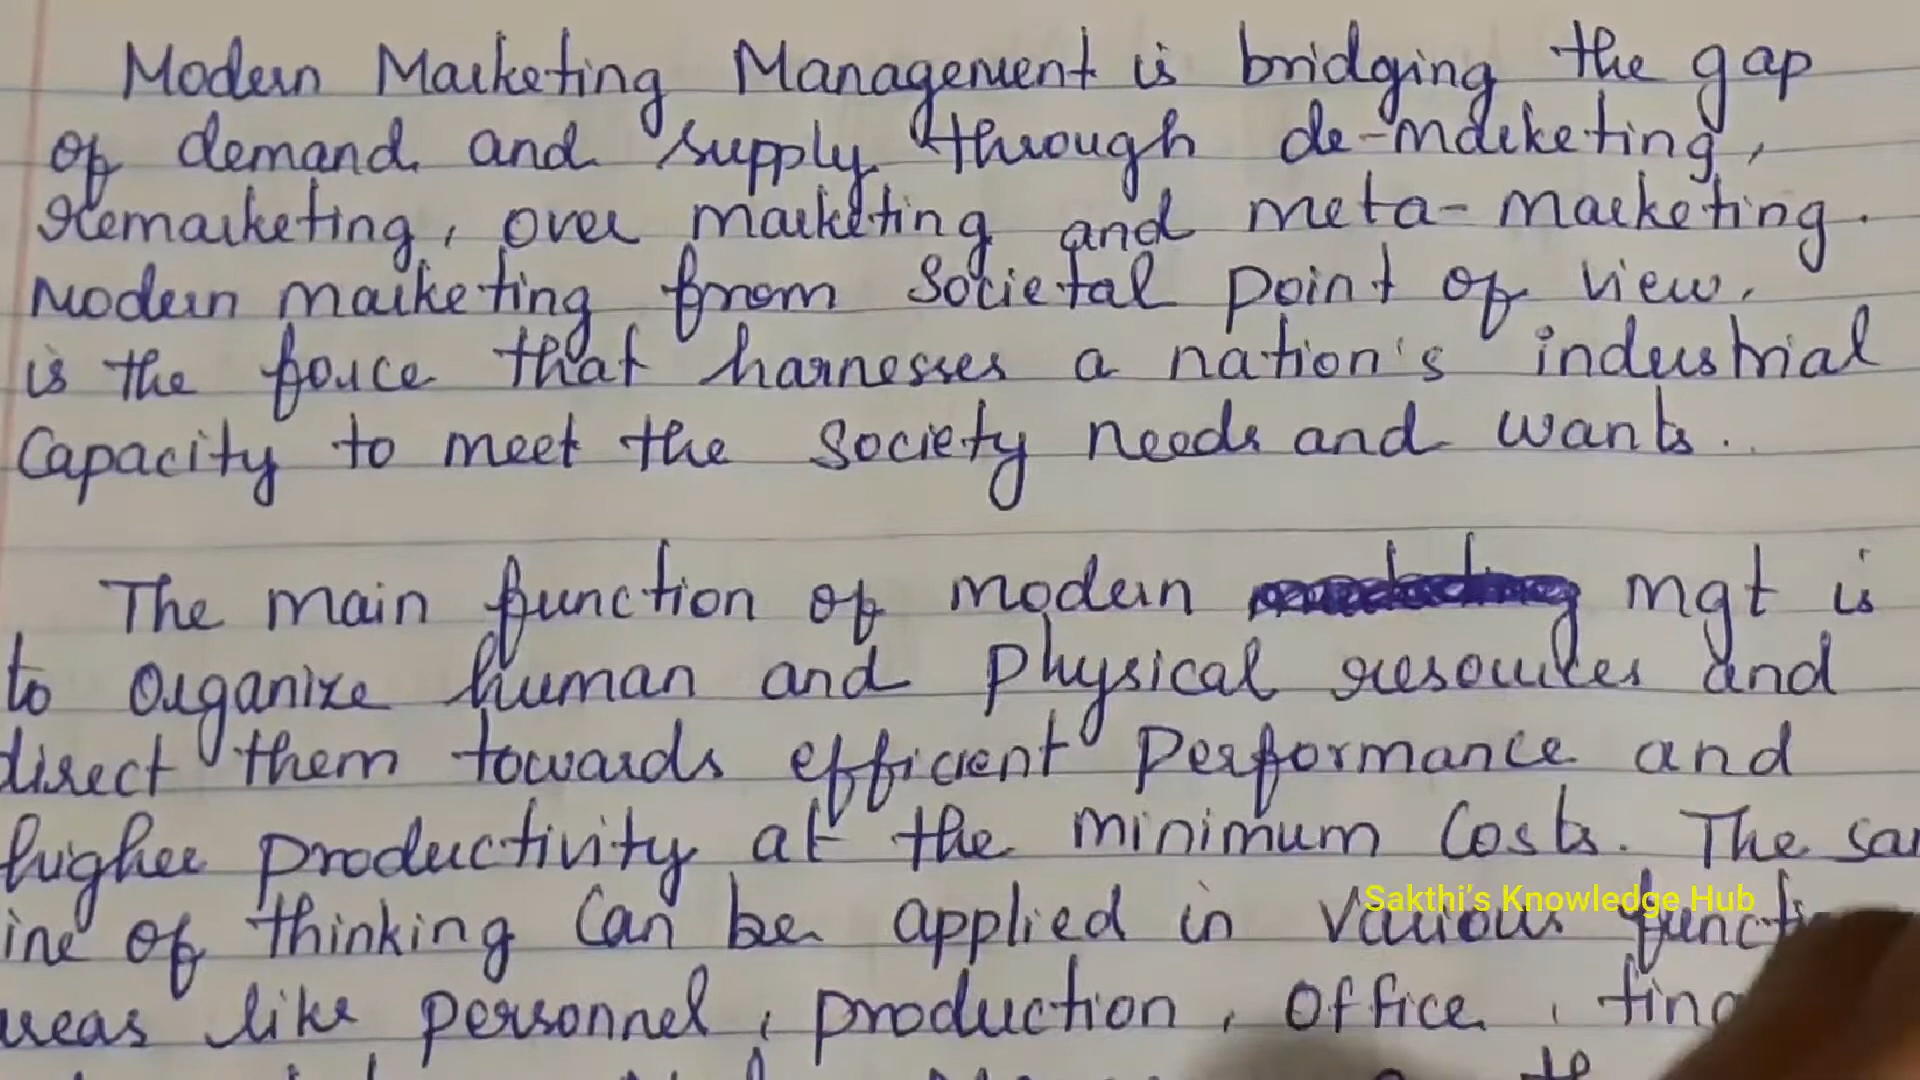 Modern Marketing Management is bridging the gap
of demand and supply through de-marketing,
Remarketing, over marketing and meta-marketing.
Modern marketing from Societal point of view,
is the force that harnesses a nation's industrial
Capacity to meet the Society needs and wants.
The main function of modern mgt is
to organize human and Physical resources and
direct them towards efficient Performance and
higher productivity at the minimum Costs. The
of thinking Can be applied in various
like personnel, production, office,
Sakthi's Knowledge Hub